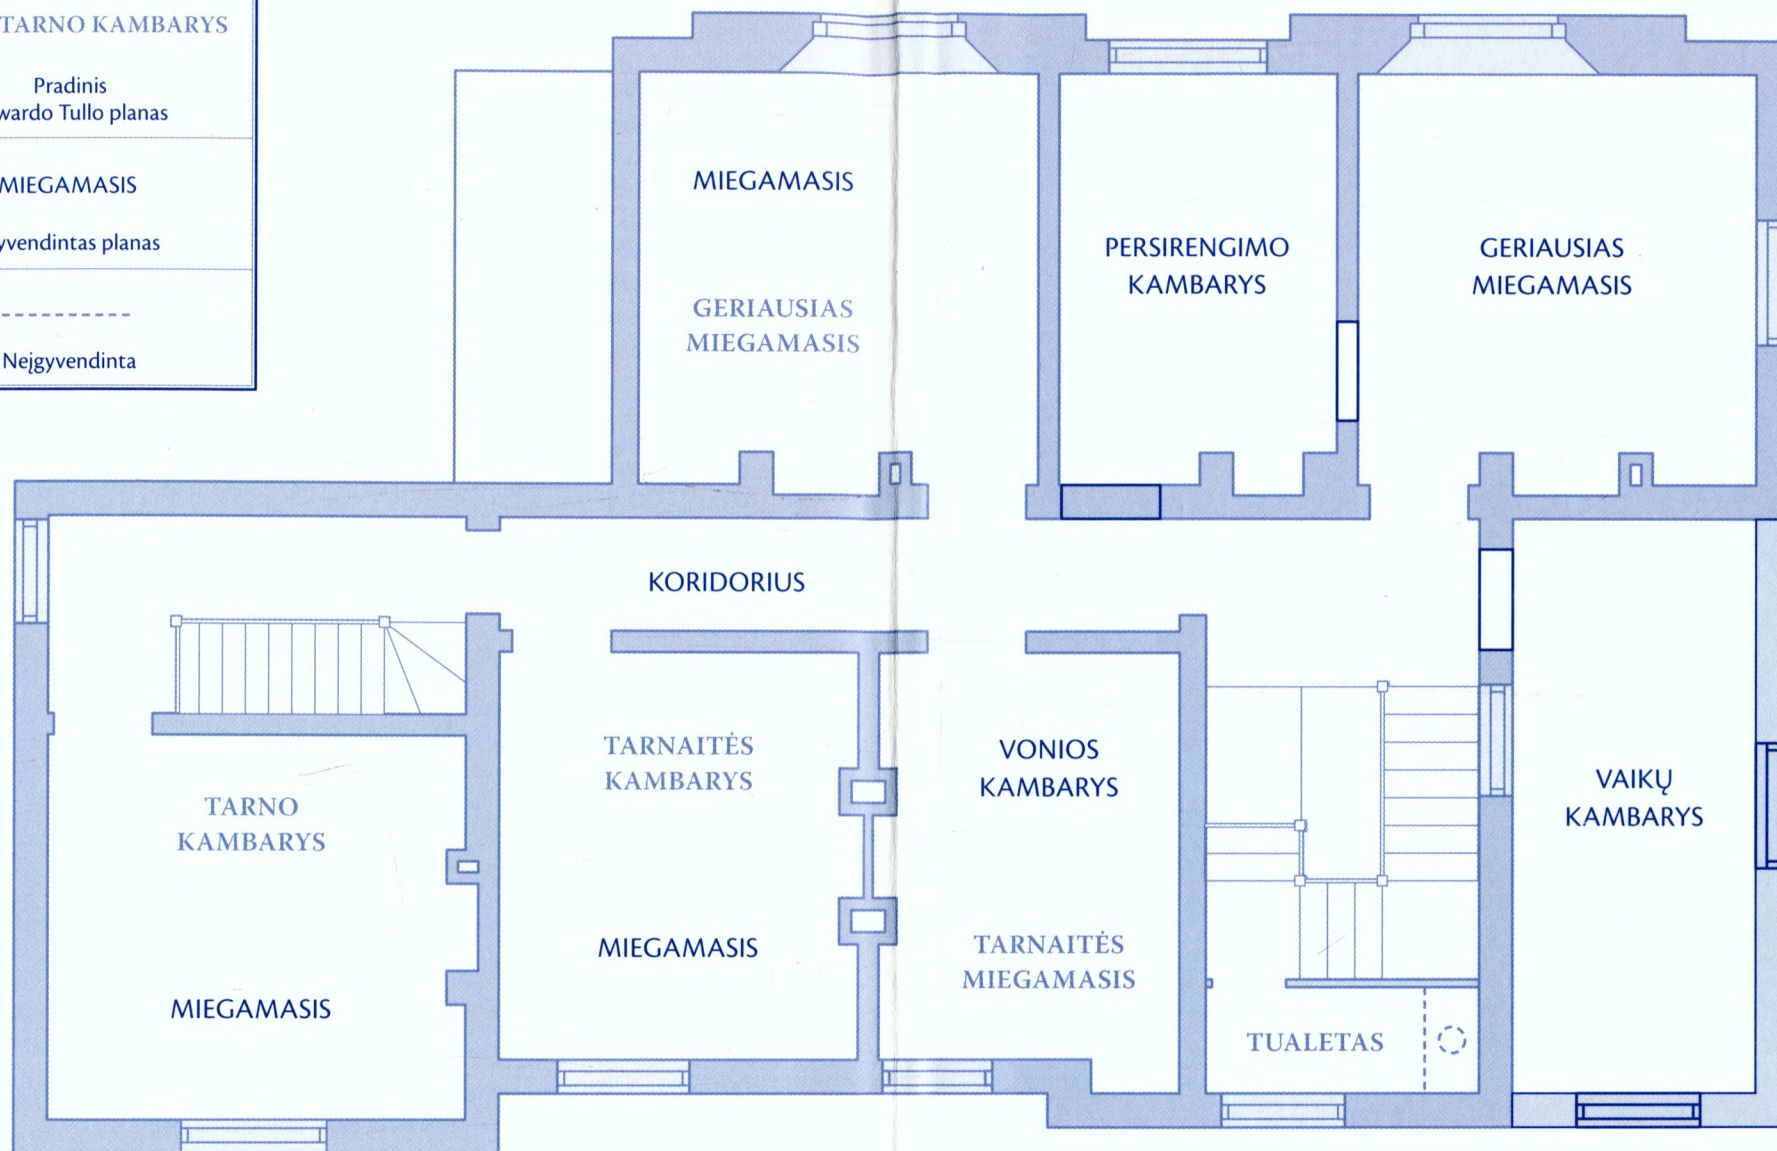 TARNO KAMBARYS
Pradinis
wardo Tullo planas
MIEGAMASIS
yvendintas planas
Neįgyvendinta
MIEGAMASIS
GERIAUSIAS
MIEGAMASIS
PERSIRENGIMO
KAMBARYS
GERIAUSIAS
MIEGAMASIS
KORIDORIUS
TARNO
KAMBARYS
MIEGAMASIS
TARNAITĖS
KAMBARYS
MIEGAMASIS
VONIOS
KAMBARYS
TARNAITĖS
MIEGAMASIS
TUALETAS
VAIKŲ
KAMBARYS